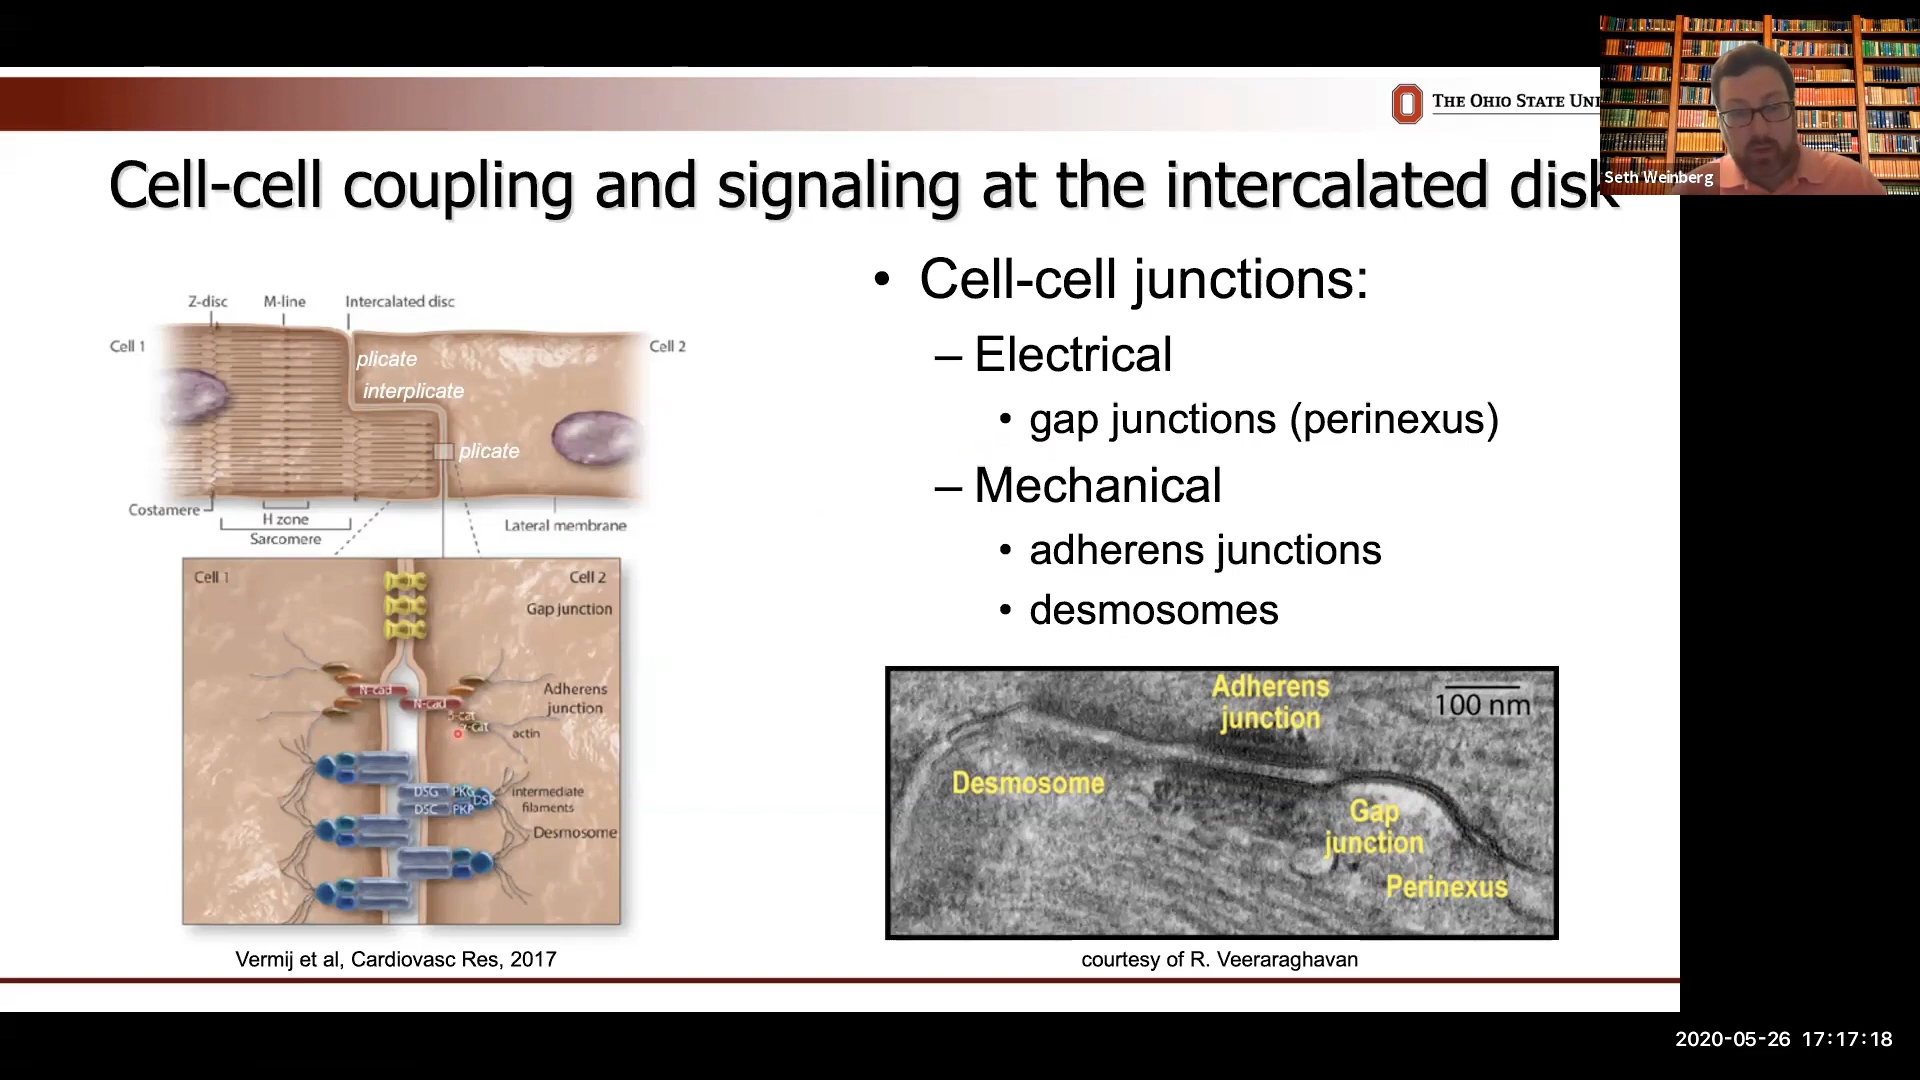 THE OHIO STATE UNI
Seth Weinberg
Cell-cell coupling and signaling at the intercalated disk
Z-disc M-line Intercalated disc
Cell 1
Cell 2
plicate
interplicate
plicate
Costamere
H zone
Sarcomere
Lateral membrane
Cell 1
Cell 2
Gap junction
N-cad
N-cad
Adherens
junction
β-cat
α-Cat
actin
DSG PKG
DSC PKP
DSP
intermediate
filaments
Desmosome
Vermij et al, Cardiovasc Res, 2017
• Cell-cell junctions:
– Electrical
• gap junctions (perinexus)
– Mechanical
• adherens junctions
• desmosomes
Adherens
junction
100 nm
Desmosome
Gap
junction
Perinexus
courtesy of R. Veeraraghavan
2020-05-26 17:17:18